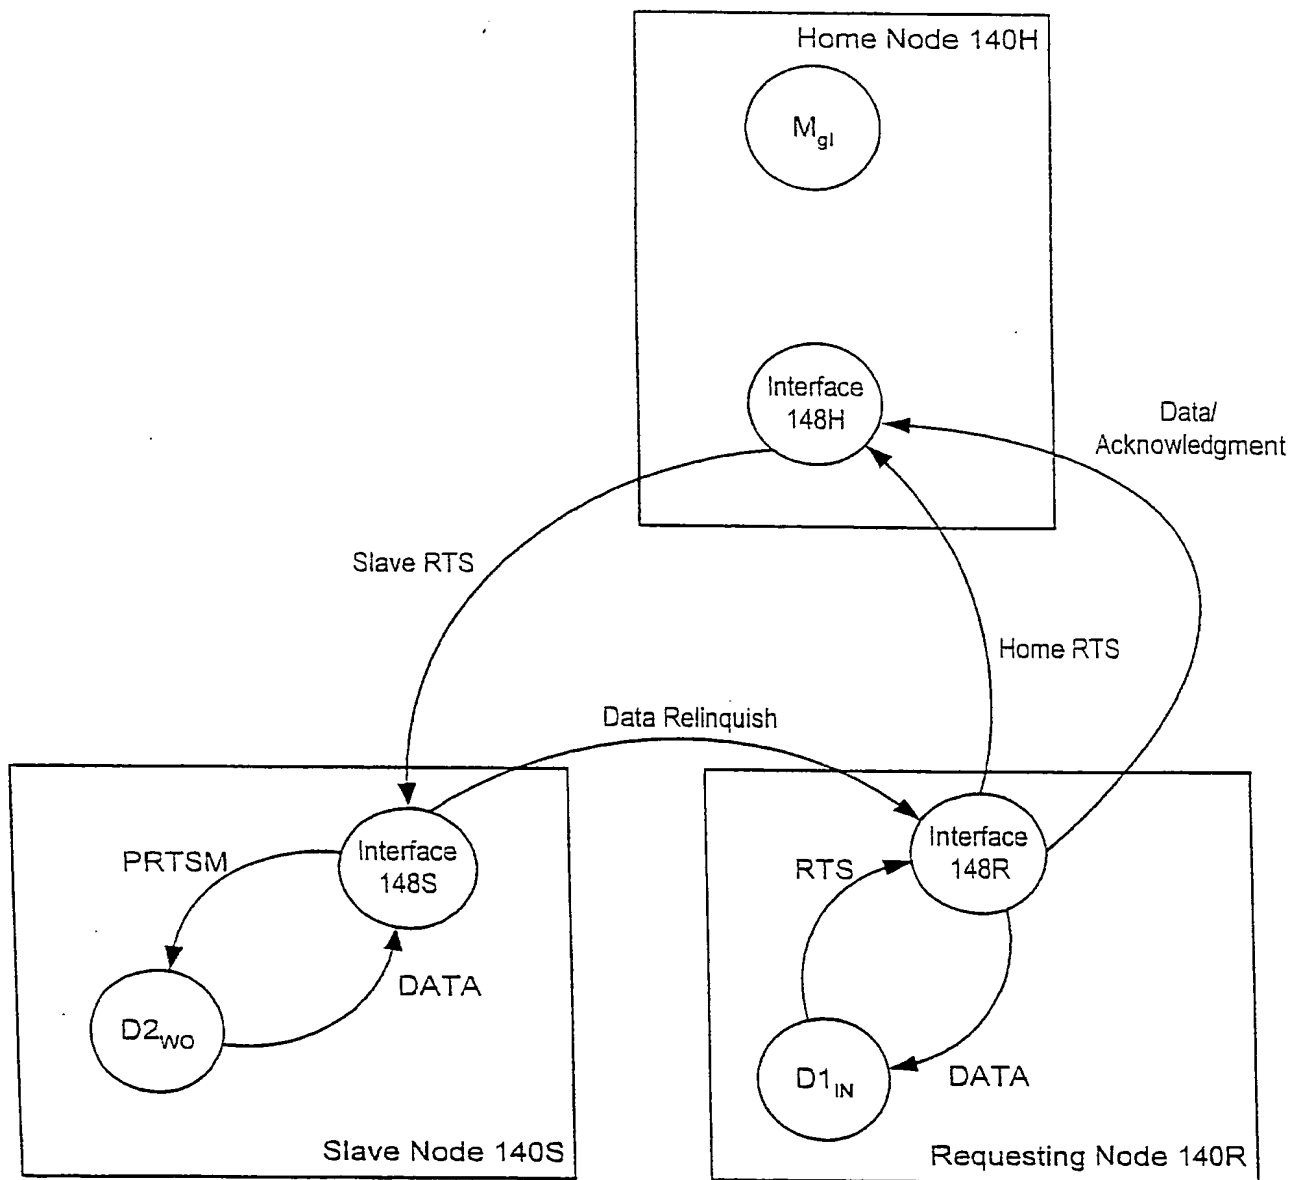 Home Node 140H
M_gI
Interface
148H
Data/
Acknowledgment
Slave RTS
Home RTS
Data Relinquish
Interface
148S
PRTSM
DATA
D2_WO
Slave Node 140S
Interface
148R
RTS
DATA
D1_IN
Requesting Node 140R